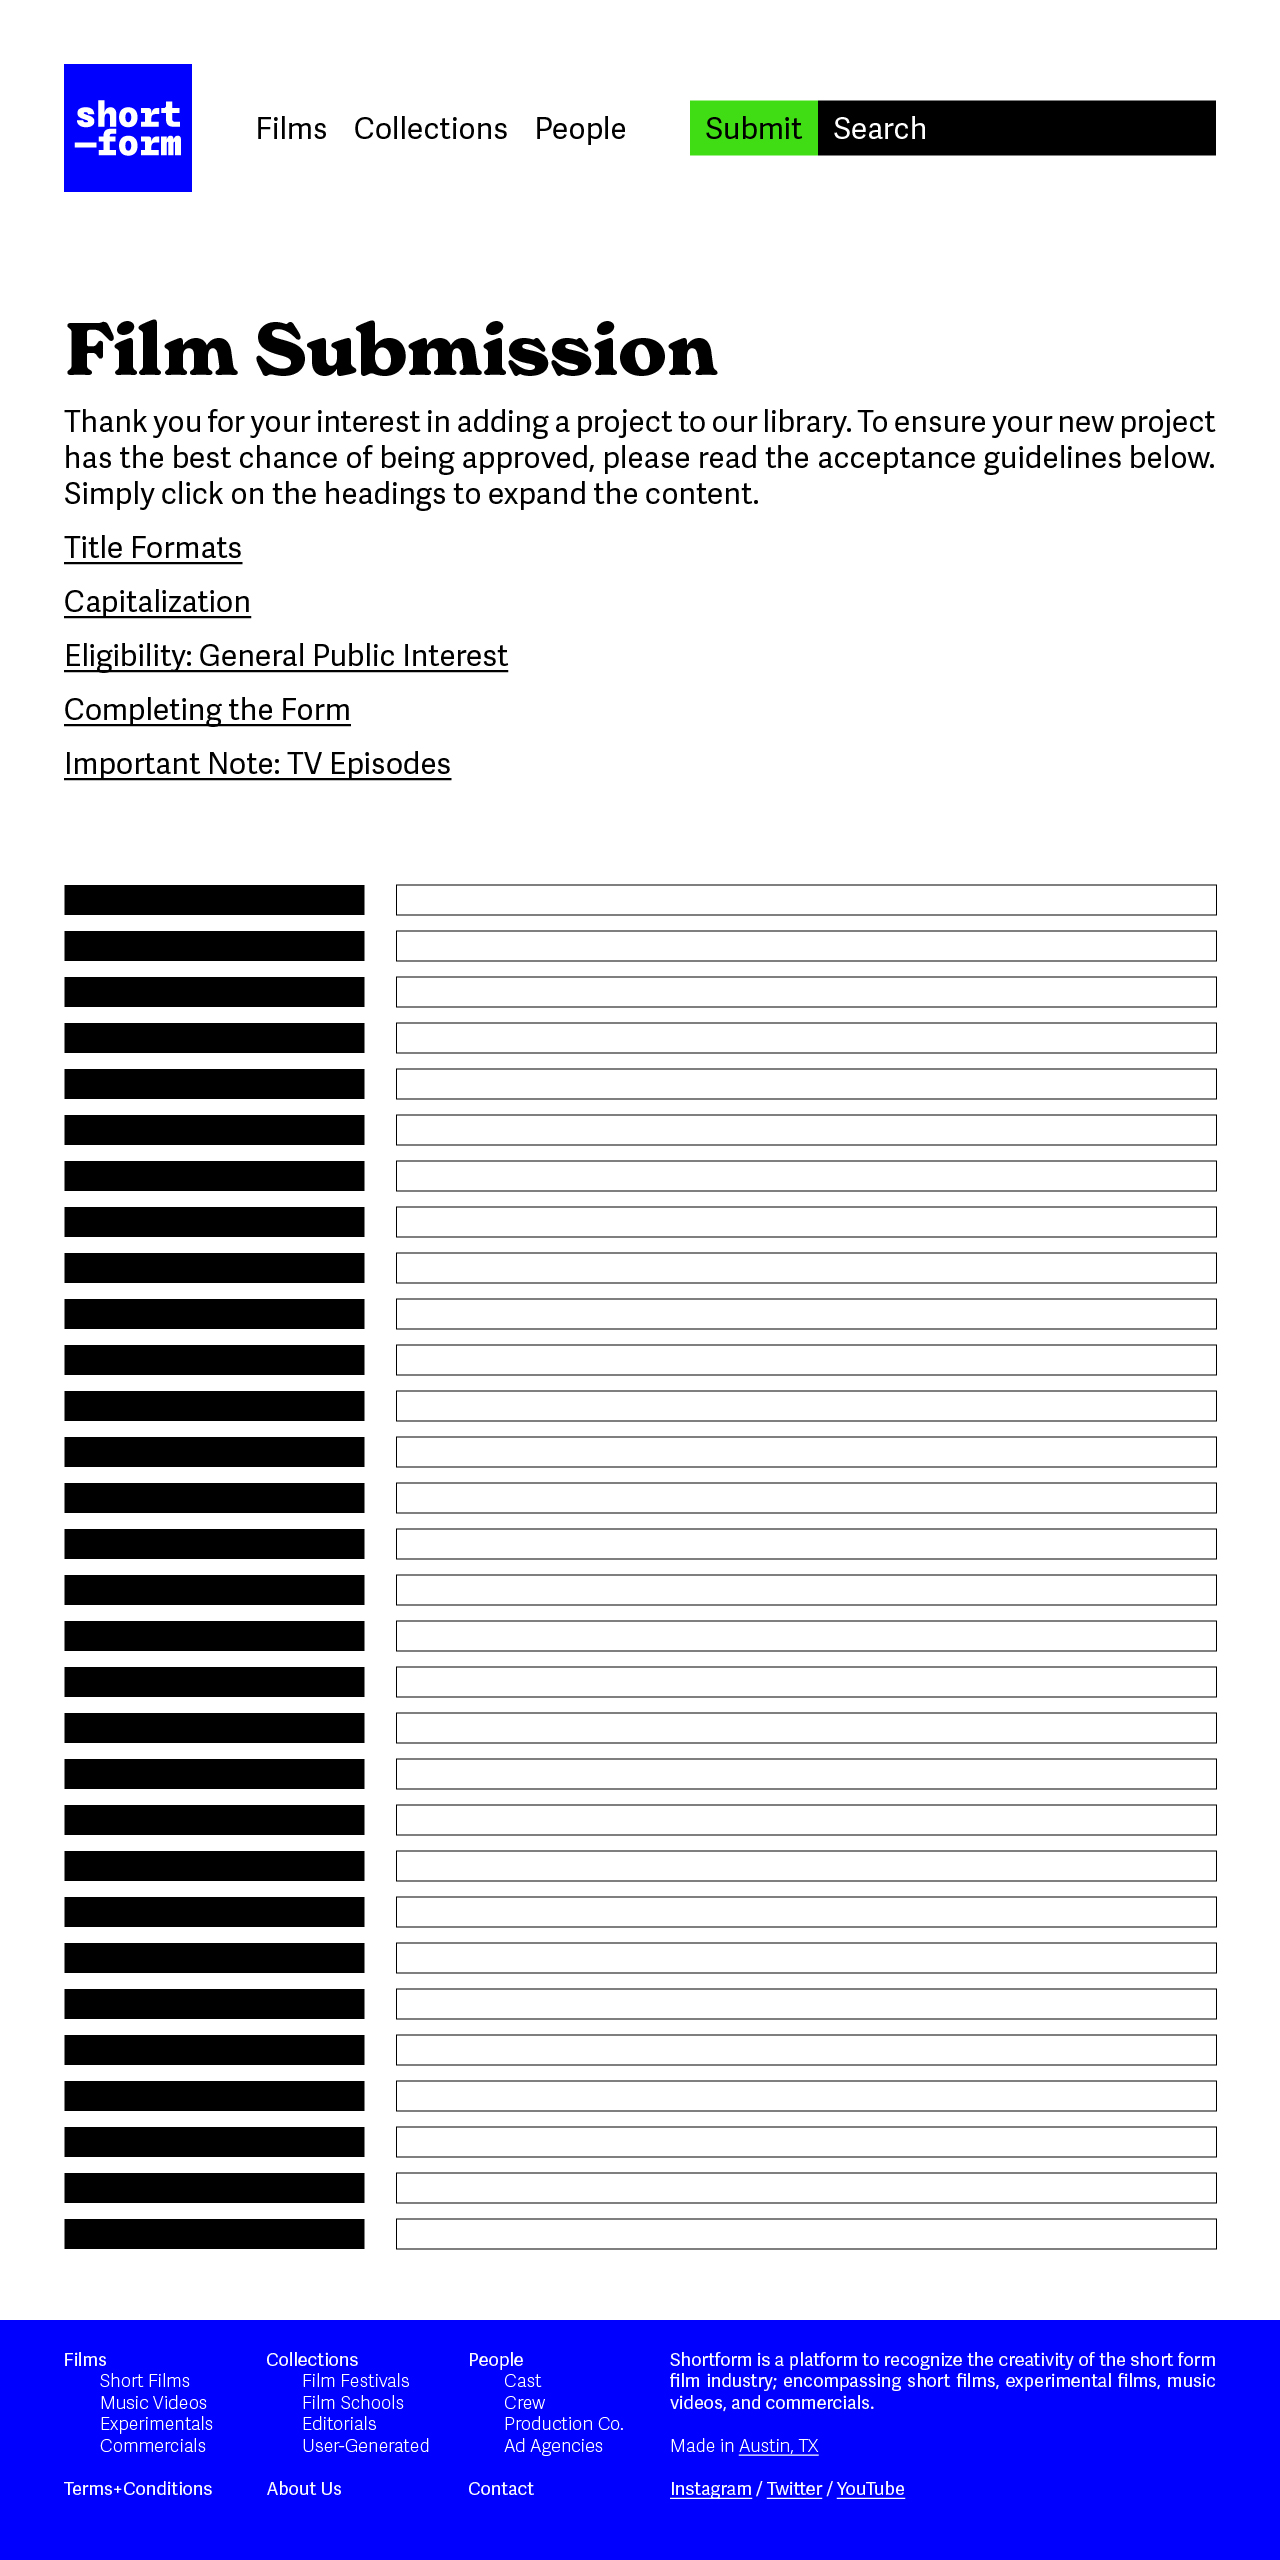 short
-form
Films Collections People
Submit Search
Film Submission
Thank you for your interest in adding a project to our library. To ensure your new project
has the best chance of being approved, please read the acceptance guidelines below.
Simply click on the headings to expand the content.
Title Formats
Capitalization
Eligibility: General Public Interest
Completing the Form
Important Note: TV Episodes
Films
Short Films
Music Videos
Experimentals
Commercials
Terms+Conditions
Collections
Film Festivals
Film Schools
Editorials
User-Generated
About Us
People
Cast
Crew
Production Co.
Ad Agencies
Contact
Shortform is a platform to recognize the creativity of the short form
film industry; encompassing short films, experimental films, music
videos, and commercials.
Made in Austin, TX
Instagram / Twitter / YouTube